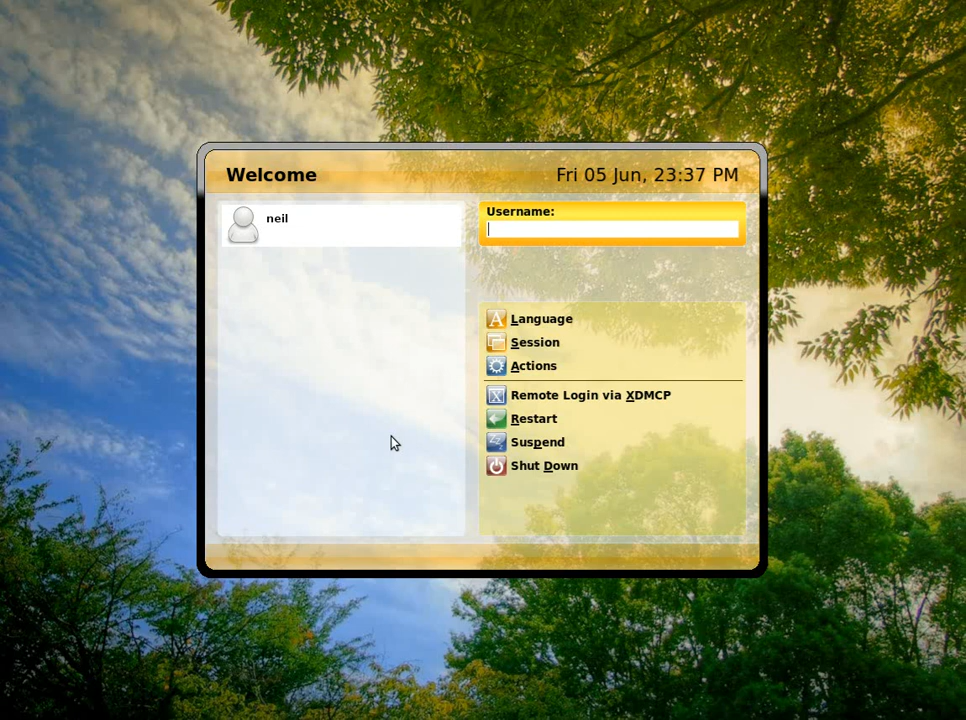 Welcome
Fri 05 Jun, 23:37 PM
neil
Username:
Language
Session
Actions
Remote Login via XDMCP
Restart
Suspend
Shut Down